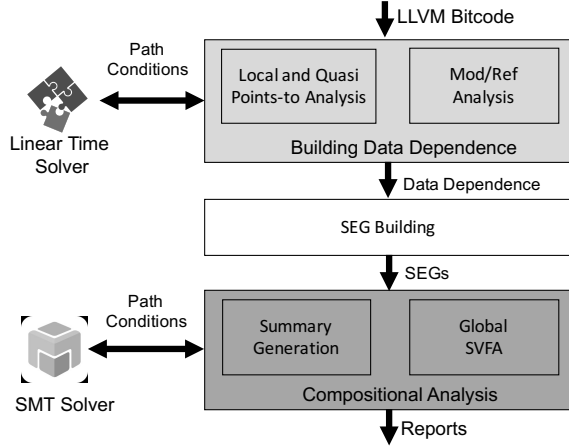 LLVM Bitcode
Path
Conditions
Local and Quasi
Points-to Analysis
Mod/Ref
Analysis
Linear Time
Solver
Building Data Dependence
Data Dependence
SEG Building
SEGs
Path
Conditions
Summary
Generation
Global
SVFA
SMT Solver
Compositional Analysis
Reports